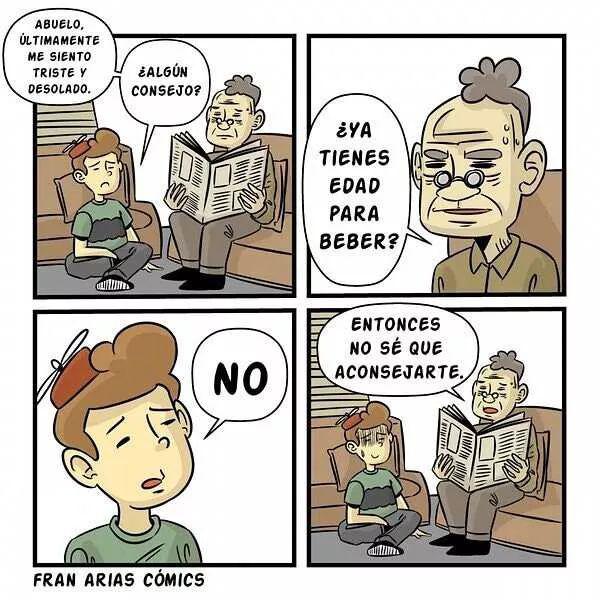 ABUELO,
ÚLTIMAMENTE
ME SIENTO
TRISTE Y
DESOLADO.
¿ALGÚN
CONSEJO?
¿YA
TIENES
EDAD
PARA
BEBER?
NO
ENTONCES
NO SÉ QUE
ACONSEJARTE.
FRAN ARIAS CÓMICS